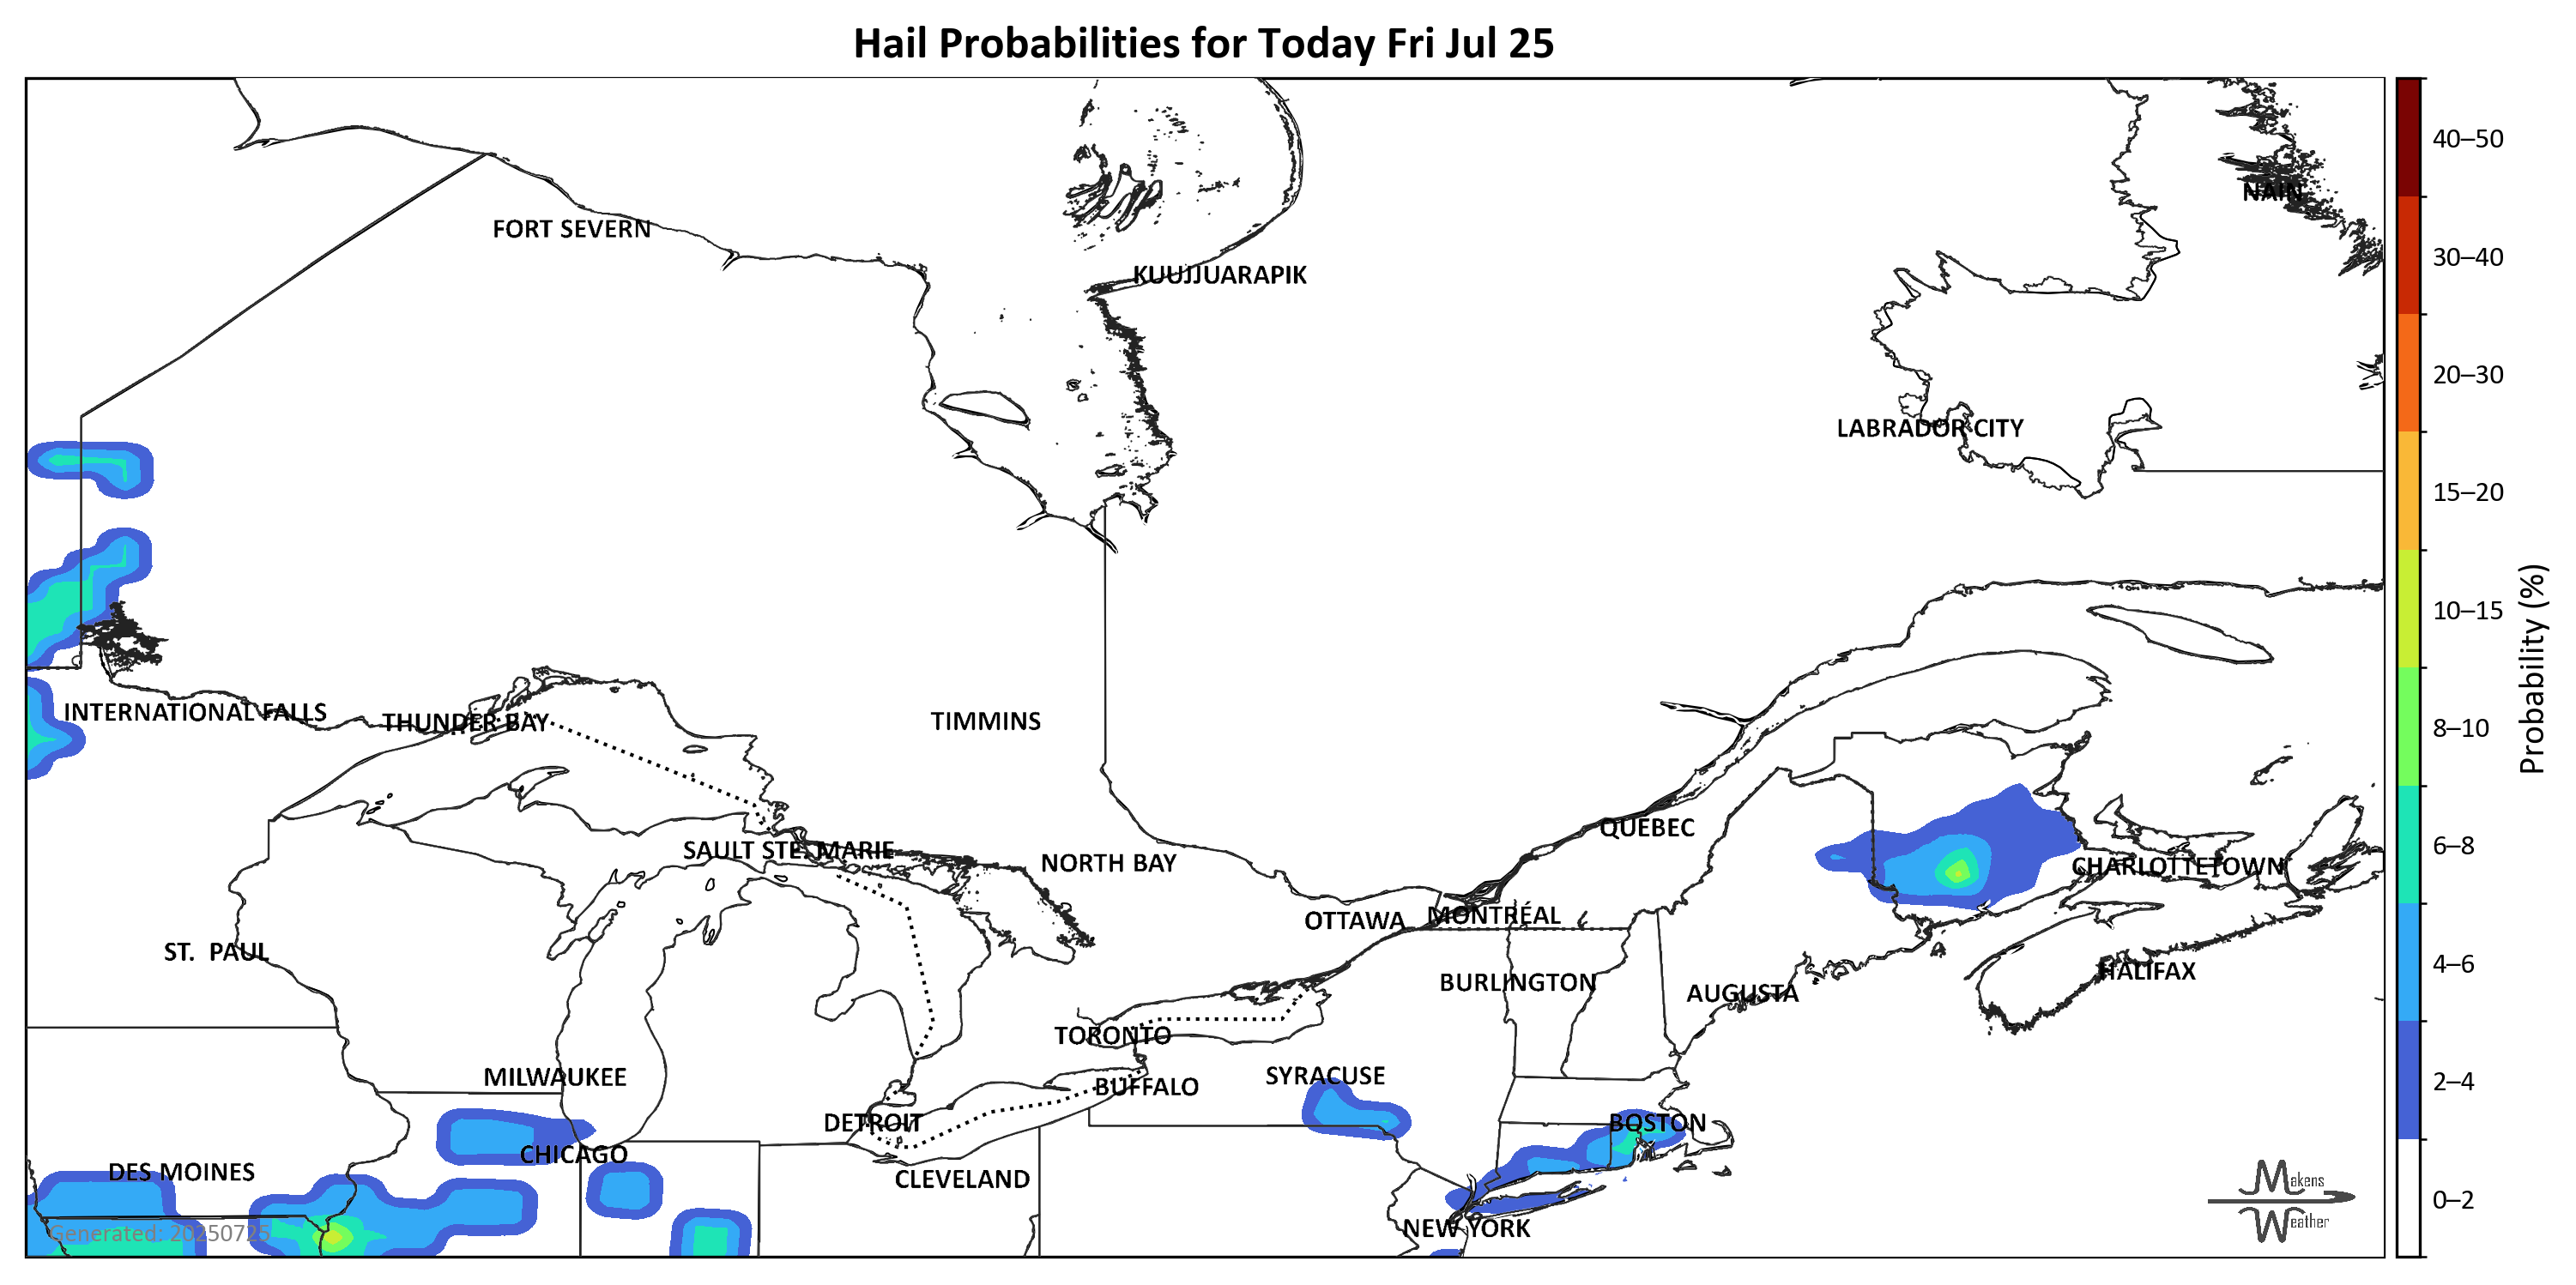 Hail Probabilities for Today Fri Jul 25
NAIN
FORT SEVERN
KUUJJUARAPIK
LABRADOR CITY
INTERNATIONAL FALLS
THUNDER BAY
TIMMINS
QUEBEC
SAULT STE. MARIE
NORTH BAY
CHARLOTTETOWN
OTTAWA
MONTRÉAL
ST. PAUL
HALIFAX
BURLINGTON
AUGUSTA
TORONTO
MILWAUKEE
SYRACUSE
BUFFALO
DETROIT
BOSTON
CHICAGO
DES MOINES
CLEVELAND
NEW YORK
Generated: 20250725
Makens
Weather
40–50
30–40
20–30
15–20
10–15
8–10
6–8
4–6
2–4
0–2
Probability (%)